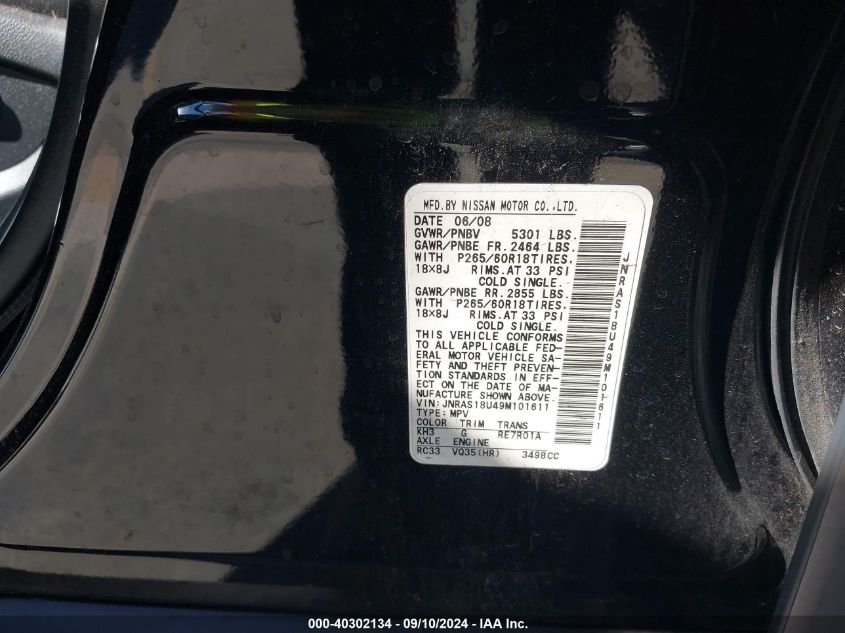 MFD.BY NISSAN MOTOR CO.,LTD.
DATE 06/08
GVWR/PNBV 5301 LBS.
GAWR/PNBE FR. 2464 LBS.
WITH P265/60R18TIRES.
18×8J RIMS.AT 33 PSI
COLD SINGLE.
GAWR/PNBE RR. 2855 LBS.
WITH P265/60R18TIRES.
18×8J RIMS.AT 33 PSI
COLD SINGLE.
THIS VEHICLE CONFORMS
TO ALL APPLICABLE FED-
ERAL MOTOR VEHICLE SA-
FETY AND THEFT PREVEN-
TION STANDARDS IN EFF-
ECT ON THE DATE OF MA-
NUFACTURE SHOWN ABOVE.
VIN: JNRAS18U49M101611
TYPE: MPV
COLOR TRIM TRANS
KH3 G RE7R01A
AXLE ENGINE
RC33 VQ35(HR) 3498CC
JNRAS18U49M101611
000-40302134 - 09/10/2024 - IAA Inc.